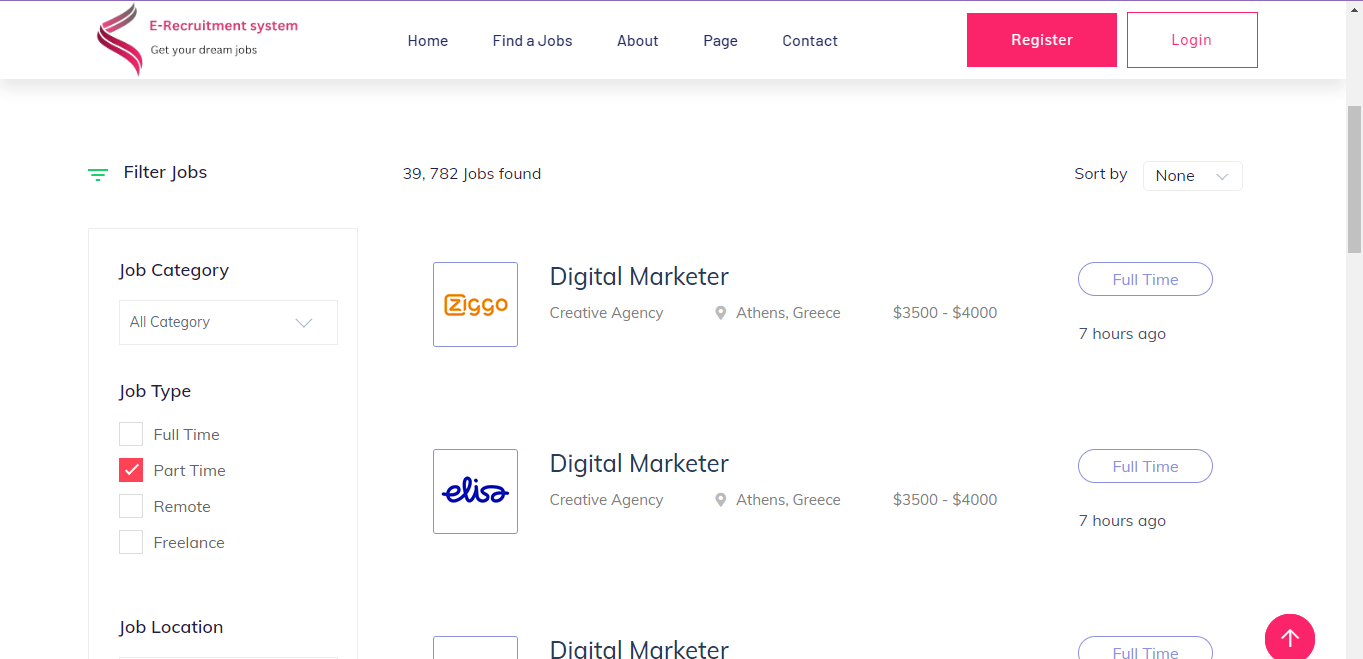 E-Recruitment system
Get your dream jobs
Home
Find a Jobs
About
Page
Contact
Register
Login
Filter Jobs
39, 782 Jobs found
Sort by
None
Job Category
All Category
Job Type
Full Time
Part Time
Remote
Freelance
Job Location
ziggo
Digital Marketer
Creative Agency
Athens, Greece
$3500 - $4000
Full Time
7 hours ago
elisa
Digital Marketer
Creative Agency
Athens, Greece
$3500 - $4000
Full Time
7 hours ago
Digital Marketer
Full Time